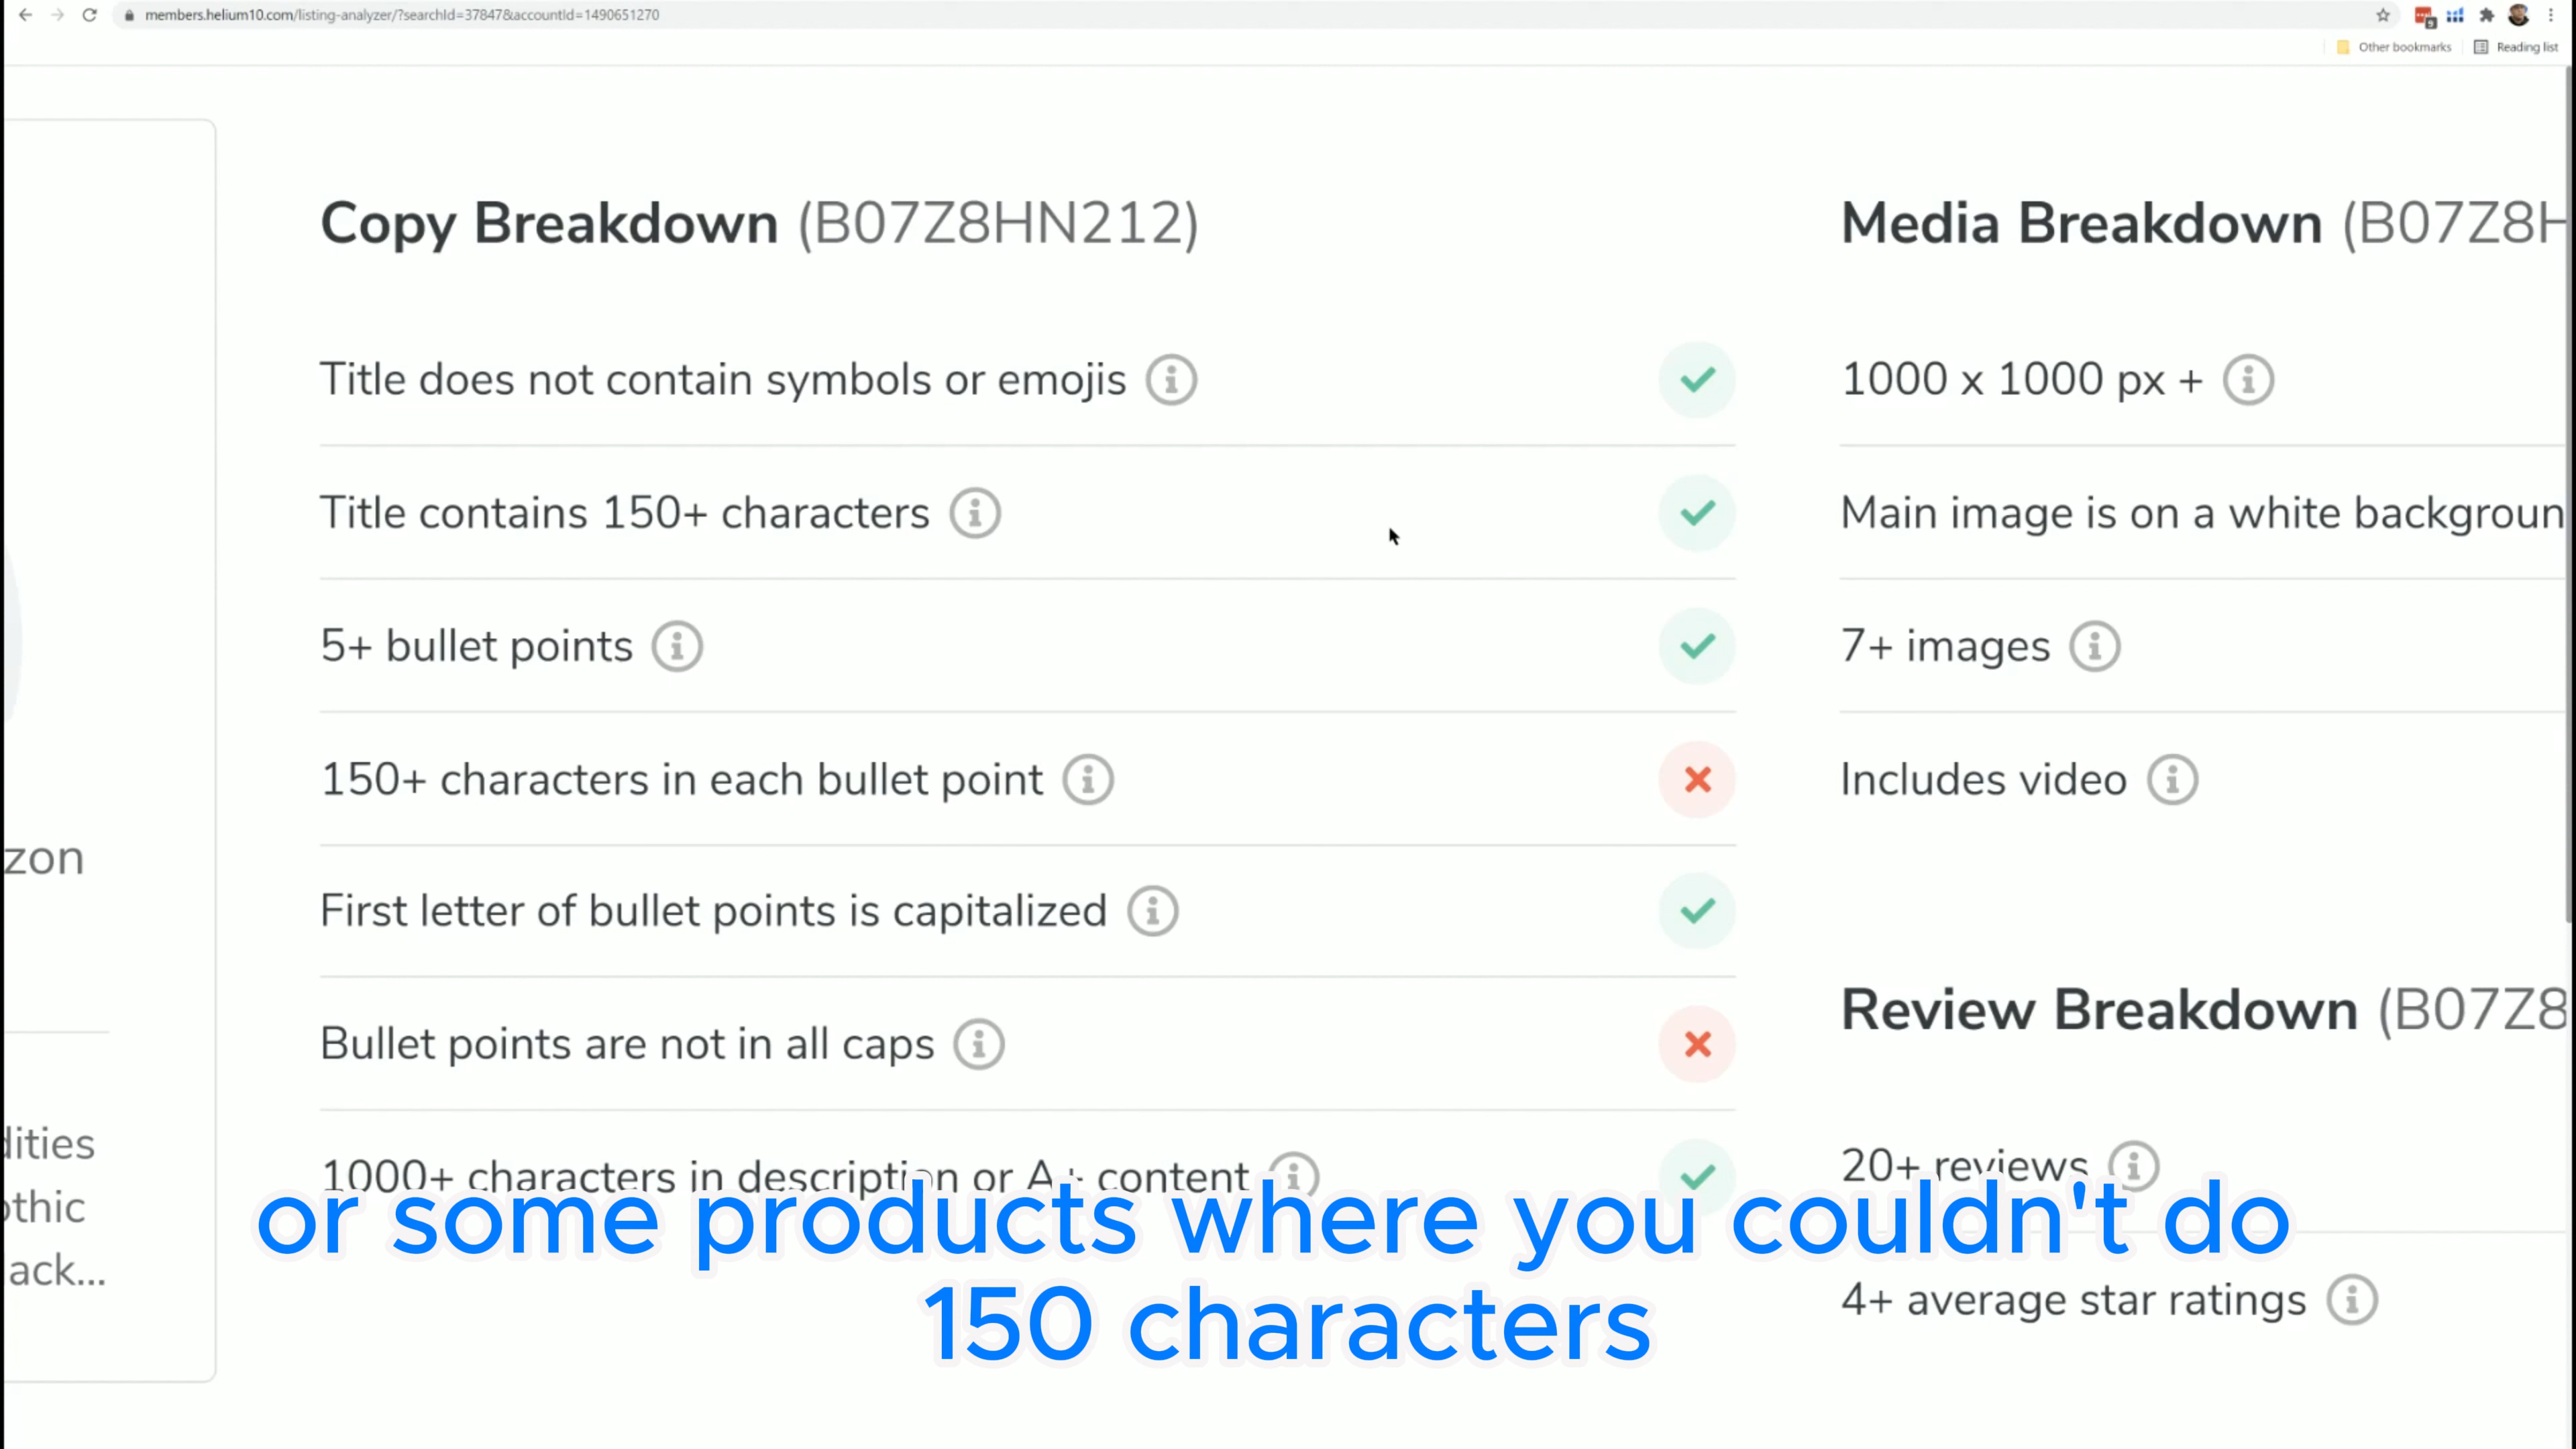 members.helium10.com/listing-analyzer/?searchId=37847&accountId=1490651270
Other bookmarks
Reading list
zon
dities
othic
ack...
Copy Breakdown (B07Z8HN212)
Title does not contain symbols or emojis
Title contains 150+ characters
5+ bullet points
150+ characters in each bullet point
First letter of bullet points is capitalized
Bullet points are not in all caps
1000+ characters in description or A+ content
Media Breakdown (B07Z8H
1000 x 1000 px +
Main image is on a white backgroun
7+ images
Includes video
Review Breakdown (B07Z8
20+ reviews
4+ average star ratings
or some products where you couldn't do
150 characters